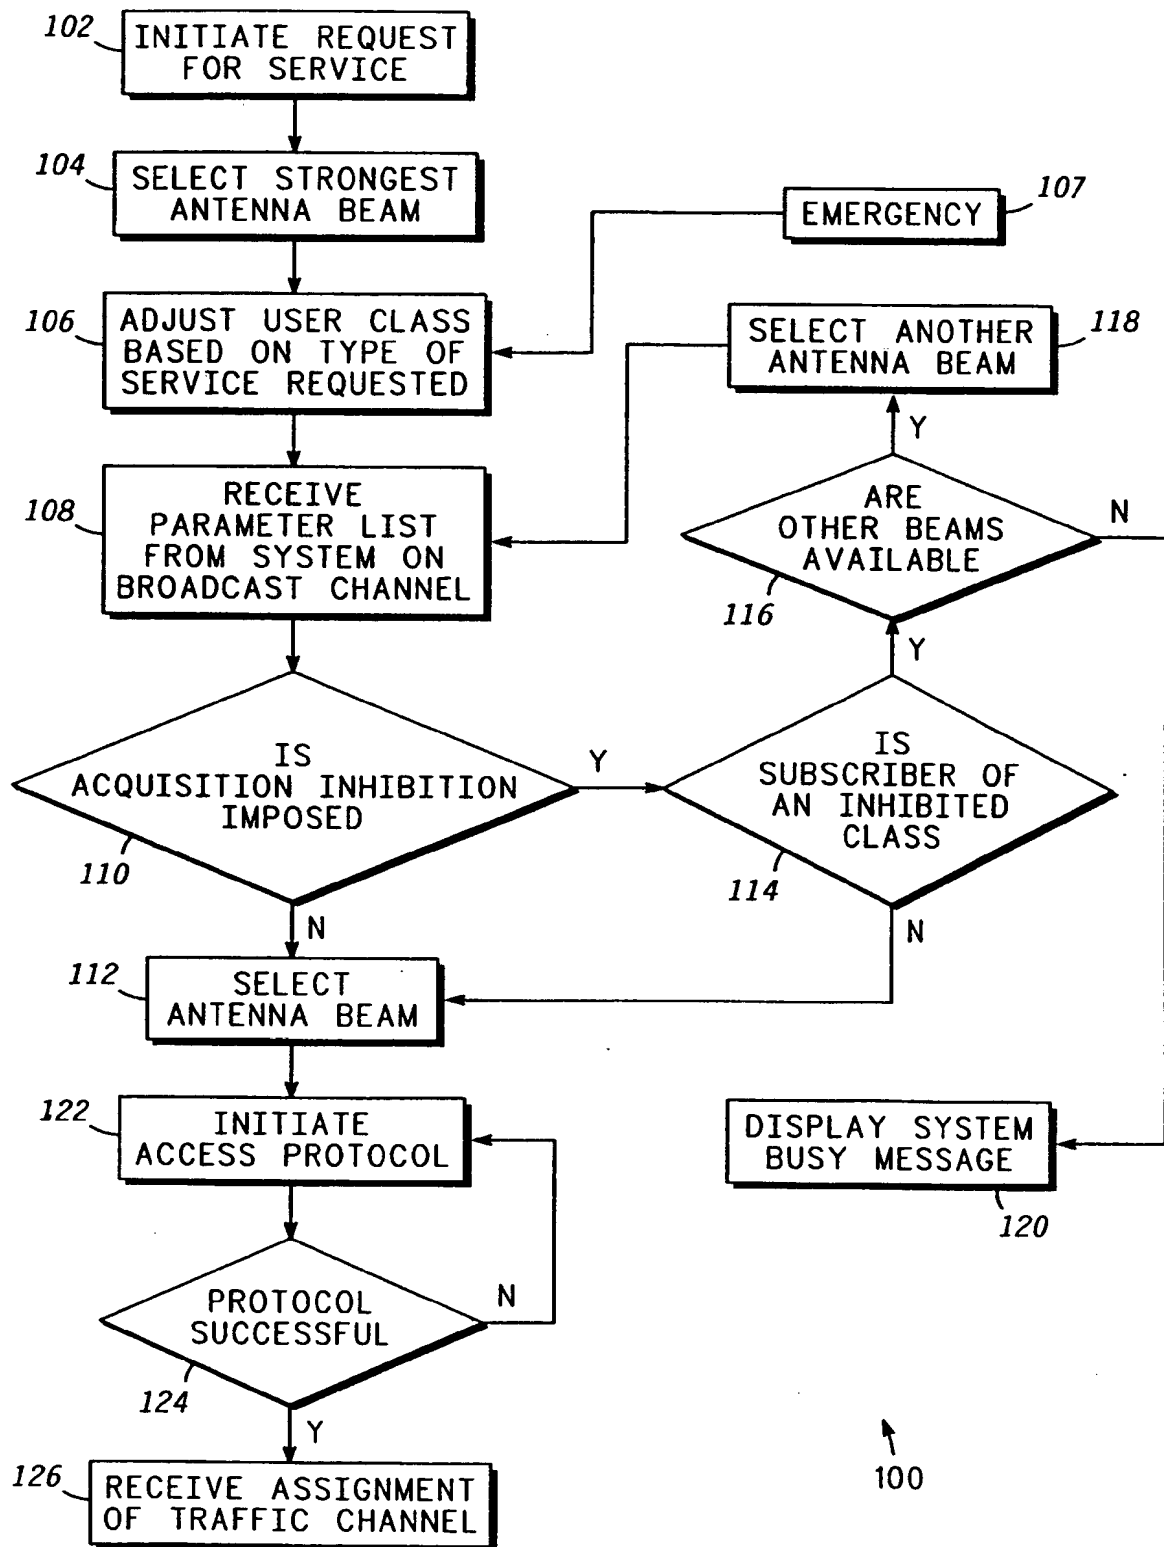 102
INITIATE REQUEST
FOR SERVICE
104
SELECT STRONGEST
ANTENNA BEAM
107
EMERGENCY
106
ADJUST USER CLASS
BASED ON TYPE OF
SERVICE REQUESTED
118
SELECT ANOTHER
ANTENNA BEAM
Y
108
RECEIVE
PARAMETER LIST
FROM SYSTEM ON
BROADCAST CHANNEL
ARE
OTHER BEAMS
AVAILABLE
N
116
Y
IS
ACQUISITION INHIBITION
IMPOSED
Y
110
IS
SUBSCRIBER OF
AN INHIBITED
CLASS
114
N
N
112
SELECT
ANTENNA BEAM
122
INITIATE
ACCESS PROTOCOL
DISPLAY SYSTEM
BUSY MESSAGE
120
PROTOCOL
SUCCESSFUL
N
124
Y
126
RECEIVE ASSIGNMENT
OF TRAFFIC CHANNEL
100